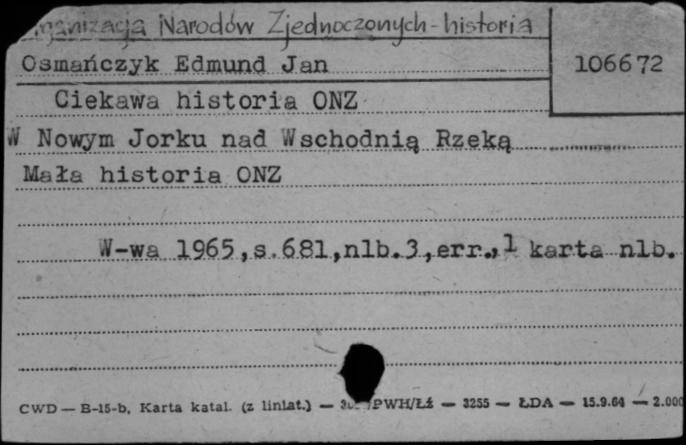 Organizacja Narodów Zjednoczonych - historia
Osmańczyk Edmund Jan
106672
Ciekawa historia ONZ
W Nowym Jorku nad Wschodnią Rzeką
Mała historia ONZ
W-wa 1965,s.681,nlb.3,err.,1 karta nlb.
CWD — B-15-b, Karta katal. (z liniat.) — PWH/Łź — 3255 — ŁDA — 15.9.64 — 2.000